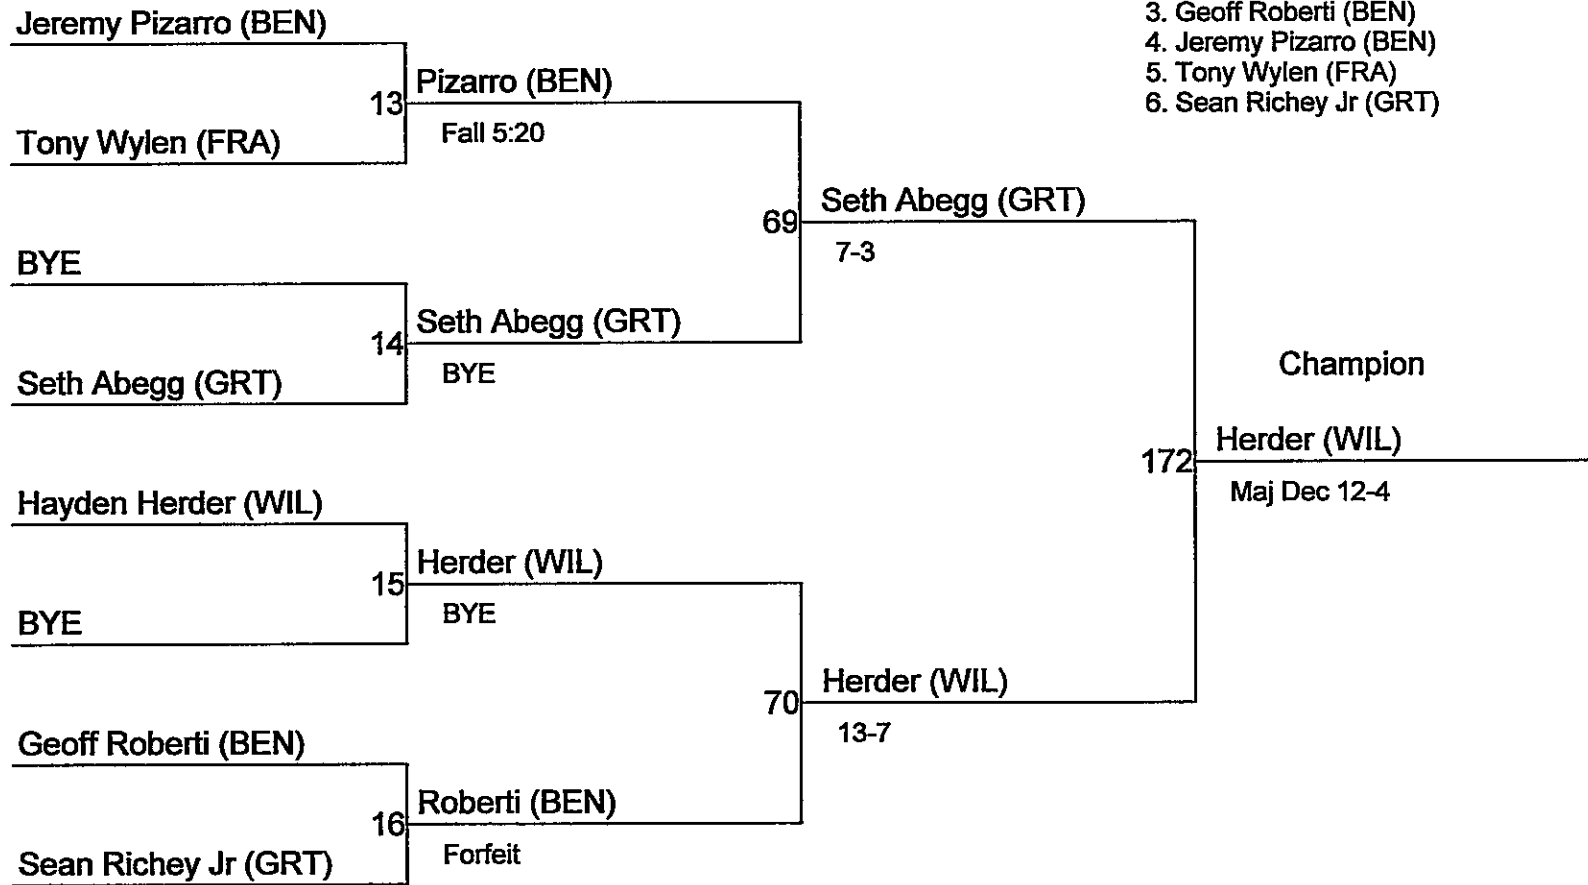 Jeremy Pizarro (BEN)
13
Pizarro (BEN)
Fall 5:20
Tony Wylen (FRA)
69
Seth Abegg (GRT)
7-3
BYE
14
Seth Abegg (GRT)
BYE
Seth Abegg (GRT)
Champion
172
Herder (WIL)
Maj Dec 12-4
Hayden Herder (WIL)
15
Herder (WIL)
BYE
BYE
70
Herder (WIL)
13-7
Geoff Roberti (BEN)
16
Roberti (BEN)
Forfeit
Sean Richey Jr (GRT)
3. Geoff Roberti (BEN)
4. Jeremy Pizarro (BEN)
5. Tony Wylen (FRA)
6. Sean Richey Jr (GRT)